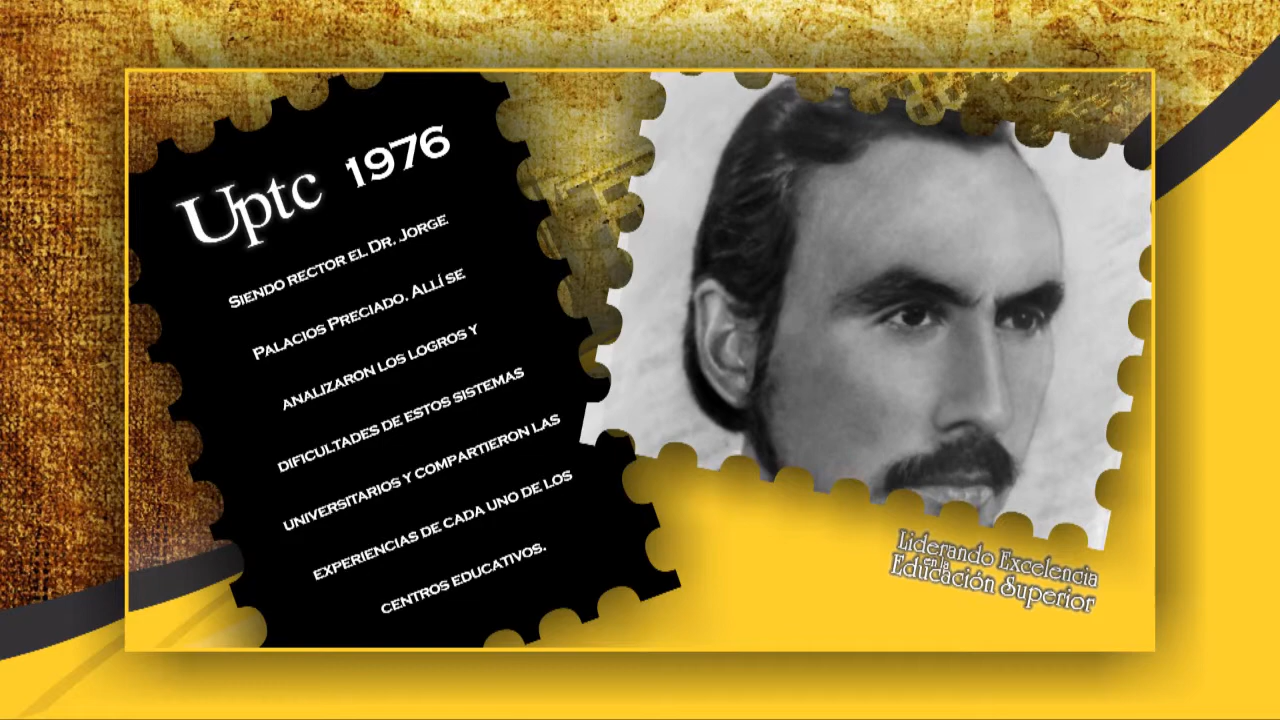 Uptc 1976
Siendo rector el Dr. Jorge
Palacios Preciado. Allí se
analizaron los logros y
dificultades de estos sistemas
universitarios y compartieron las
experiencias de cada uno de los
centros educativos.
Liderando Excelencia
en la
Educación Superior